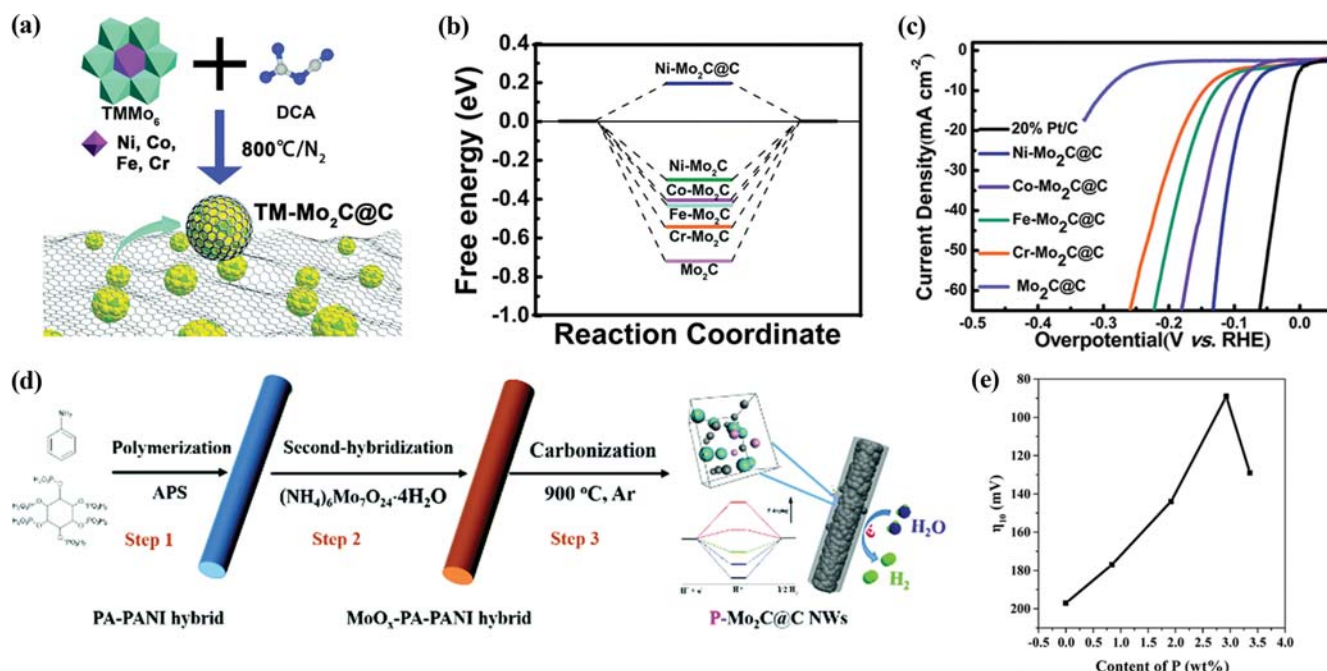 (a)
TMMo6
DCA
Ni, Co,
Fe, Cr
800℃/N2
TM-Mo2C@C
(b)
Free energy (eV)
0.4
0.2
0.0
-0.2
-0.4
-0.6
-0.8
-1.0
Ni-Mo2C@C
Ni-Mo2C
Co-Mo2C
Fe-Mo2C
Cr-Mo2C
Mo2C
Reaction Coordinate
(c)
Current Density(mA cm-2)
0
-10
-20
-30
-40
-50
-60
20% Pt/C
Ni-Mo2C@C
Co-Mo2C@C
Fe-Mo2C@C
Cr-Mo2C@C
Mo2C@C
-0.5
-0.4
-0.3
-0.2
-0.1
0.0
Overpotential(V vs. RHE)
(d)
Polymerization
APS
Step 1
PA-PANI hybrid
Second-hybridization
(NH4)6Mo7O24·4H2O
Step 2
MoOx-PA-PANI hybrid
Carbonization
900 °C, Ar
Step 3
H2O
H2
P-Mo2C@C NWs
(e)
η10 (mV)
80
100
120
140
160
180
200
-0.5 0.0 0.5 1.0 1.5 2.0 2.5 3.0 3.5 4.0
Content of P (wt%)